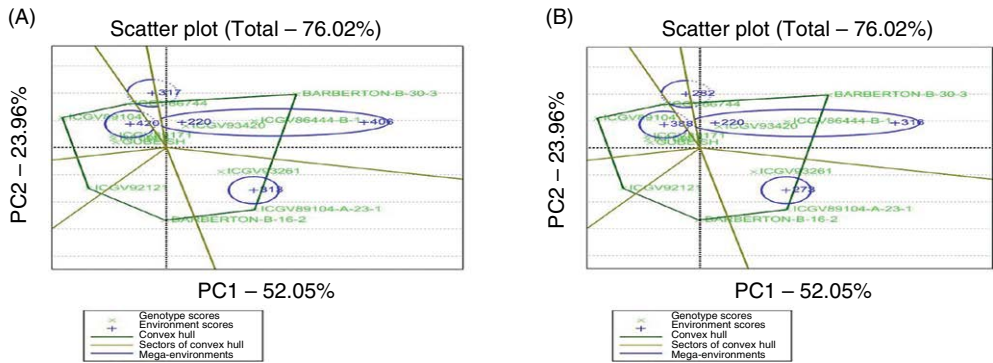 (A)
Scatter plot (Total – 76.02%)
PC2 – 23.96%
317
BARBERTON-B-30-3
ICGV89104
420
220
ICGV93420
ICGV86444-B-1
406
ICGV93261
ICGV92121
318
ICGV89104-A-23-1
BARBERTON-B-16-2
PC1 – 52.05%
Genotype scores
Environment scores
Convex hull
Sectors of convex hull
Mega-environments
(B)
Scatter plot (Total – 76.02%)
PC2 – 23.96%
282
BARBERTON-B-30-3
ICGV89104
388
220
ICGV93420
ICGV86444-B-1
316
ICGV93261
ICGV92121
273
ICGV89104-A-23-1
BARBERTON-B-16-2
PC1 – 52.05%
Genotype scores
Environment scores
Convex hull
Sectors of convex hull
Mega-environments